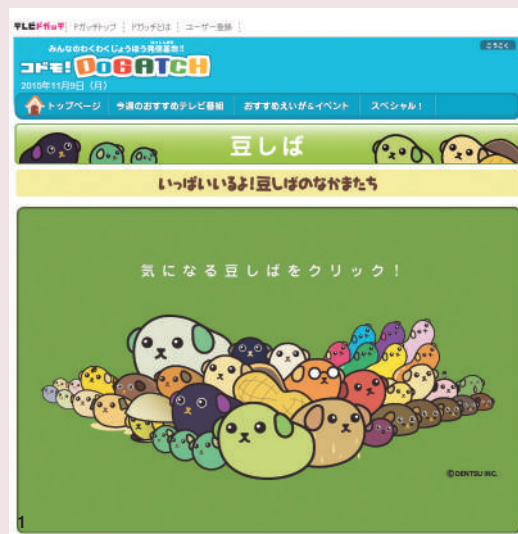 テレビドガッチ ドガッチトップ ドガッチとは ユーザー登録
こうこく
みんなのわくわくじょうほう発信基地!!
コドモ! DOGATCH
2015年11月9日（月）
トップページ 今週のおすすめテレビ番組 おすすめえいが&イベント スペシャル！
豆しば
いっぱいいるよ!豆しばのなかまたち
気になる豆しばをクリック！
©DENTSU INC.
1